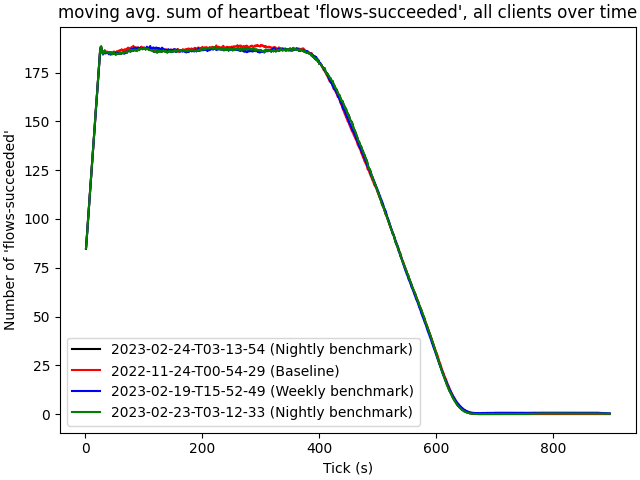 moving avg. sum of heartbeat 'flows-succeeded', all clients over time
Number of 'flows-succeeded'
175
150
125
100
75
50
25
0
2023-02-24-T03-13-54 (Nightly benchmark)
2022-11-24-T00-54-29 (Baseline)
2023-02-19-T15-52-49 (Weekly benchmark)
2023-02-23-T03-12-33 (Nightly benchmark)
0 200 400 600 800
Tick (s)